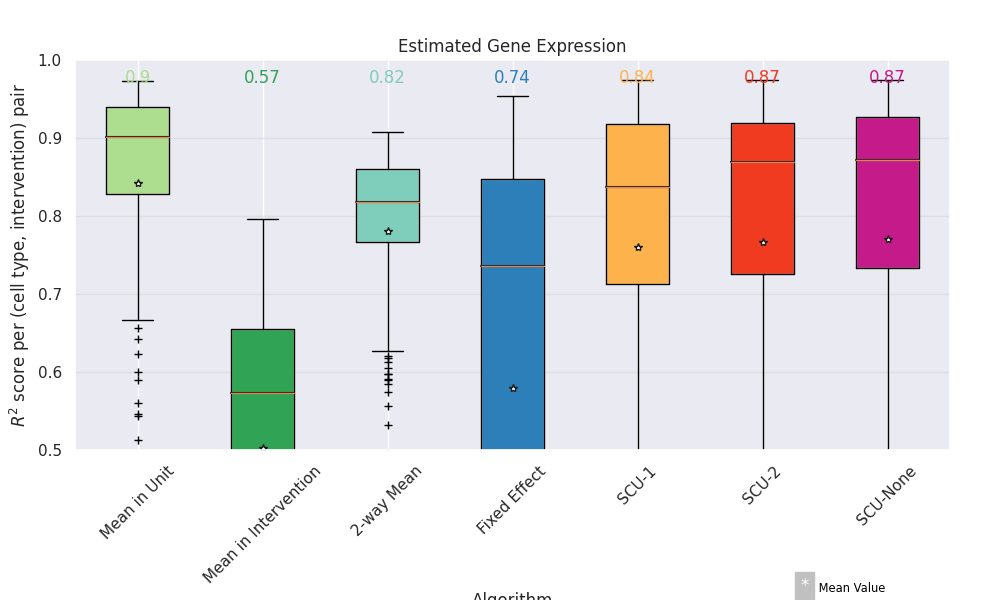 Estimated Gene Expression
0.9 0.57 0.82 0.74 0.84 0.87 0.87
1.0
0.9
0.8
0.7
0.6
0.5
R² score per (cell type, intervention) pair
Mean in Unit
Mean in Intervention
2-way Mean
Fixed Effect
SCU-1
SCU-2
SCU-None
Algorithm
* Mean Value